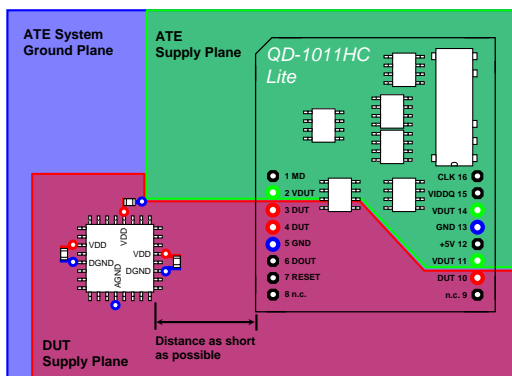 ATE System
Ground Plane
ATE
Supply Plane
QD-1011HC
Lite
1 MD
2 VDUT
3 DUT
4 DUT
5 GND
6 DOUT
7 RESET
8 n.c.
CLK 16
VIDDQ 15
VDUT 14
GND 13
+5V 12
VDUT 11
DUT 10
n.c. 9
VDD
VDD
DGND
VDD
DGND
AGND
DUT
Supply Plane
Distance as short
as possible